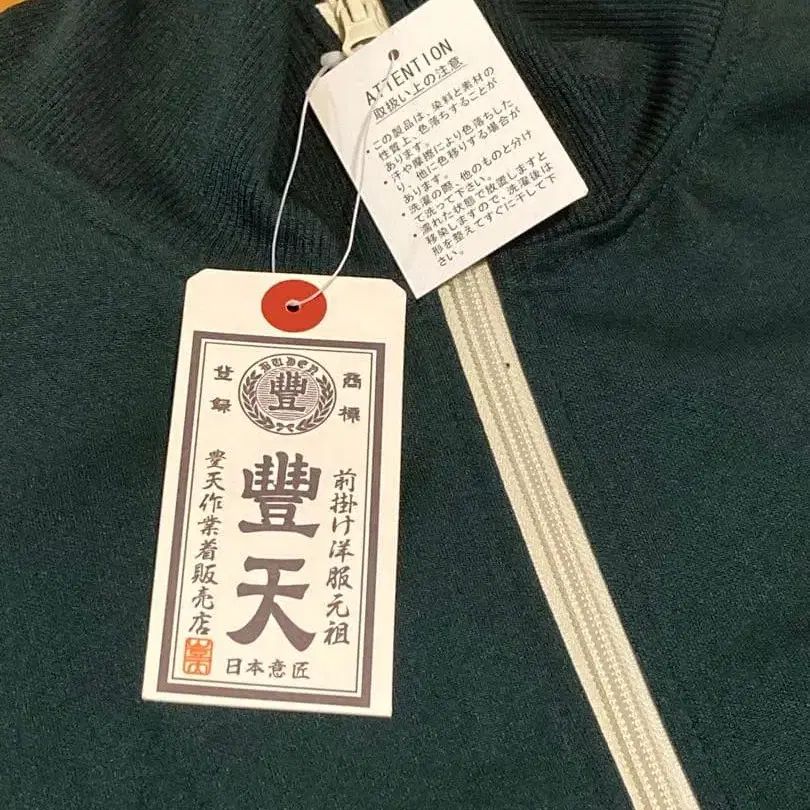 ATTENTION
取扱い上の注意
・この製品は、染料と素材の
性質上、色落ちすることが
あります。
・汗や摩擦により色落ちした
り、他に色移りする場合が
あります。
・洗濯の際、他のものと分け
て洗って下さい。
・濡れた状態で放置しますと
移染しますので、洗濯後は
形を整えてすぐに干して下
さい。
BUDEN
豐
商標
登録
前掛け洋服元祖
豐天
豊天作業着販売店
日本意匠